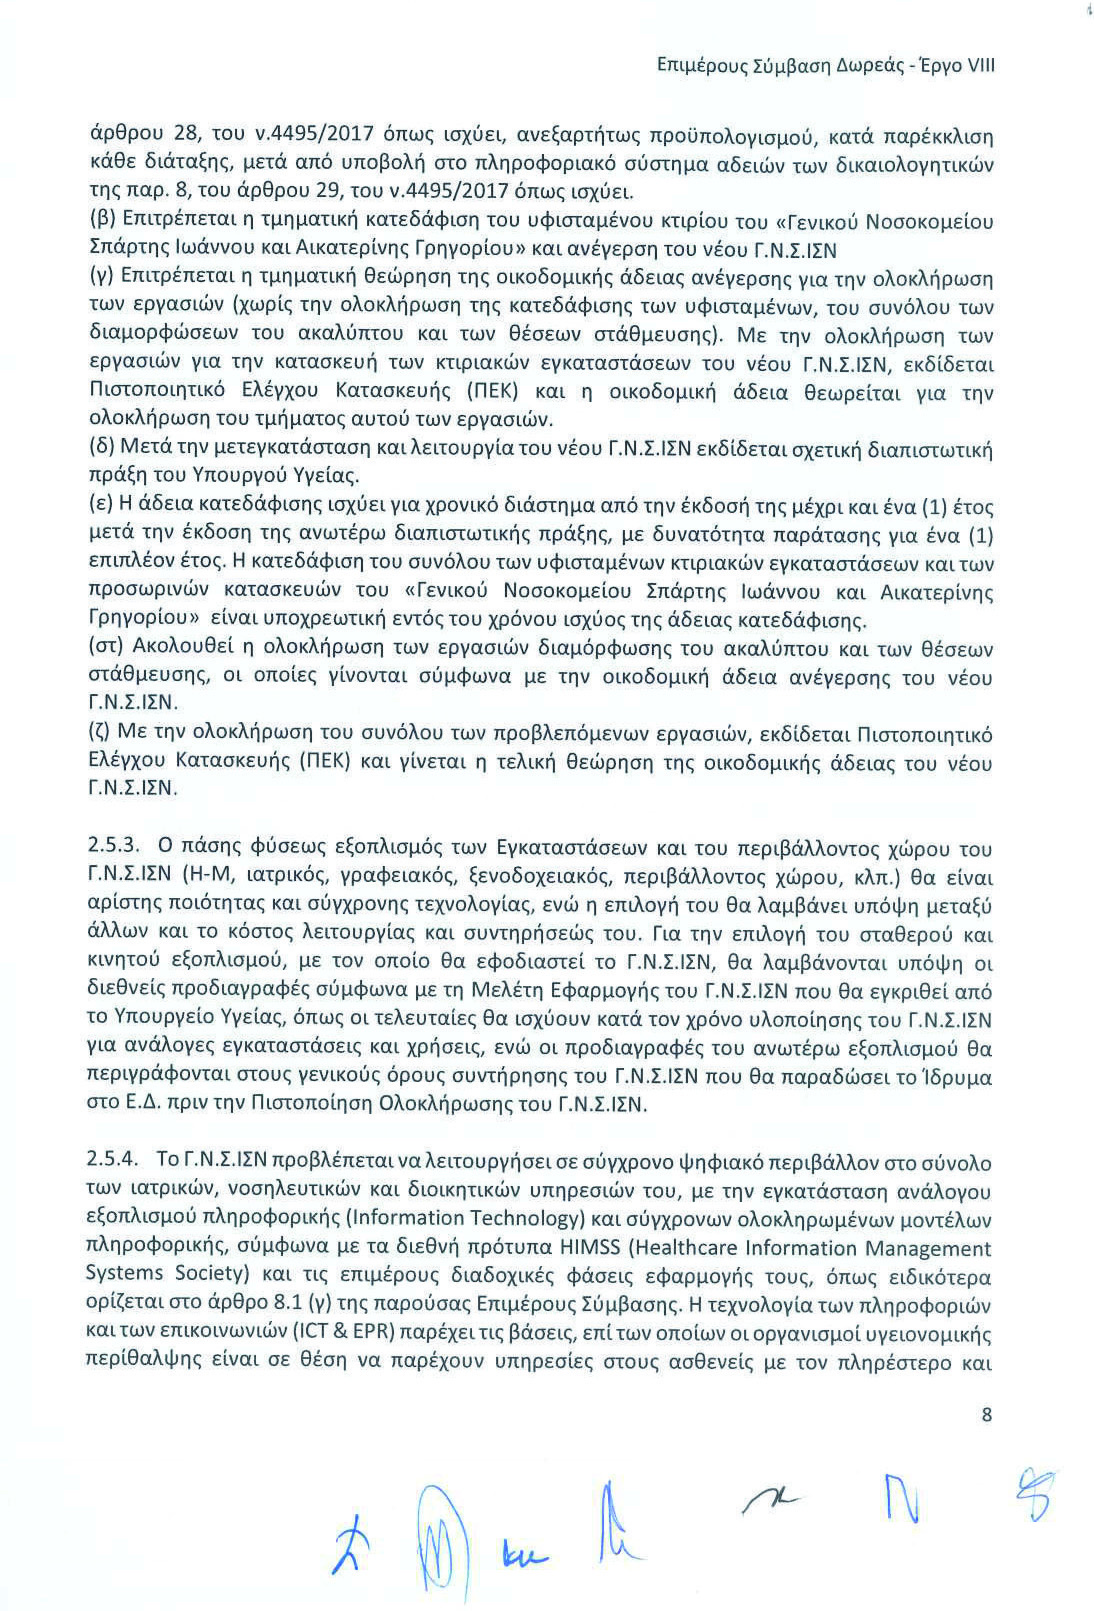 Επιμέρους Σύμβαση Δωρεάς - Έργο VIII
άρθρου 28, του ν.4495/2017 όπως ισχύει, ανεξαρτήτως προϋπολογισμού, κατά παρέκκλιση
κάθε διάταξης, μετά από υποβολή στο πληροφοριακό σύστημα αδειών των δικαιολογητικών
της παρ. 8, του άρθρου 29, του ν.4495/2017 όπως ισχύει.
(β) Επιτρέπεται η τμηματική κατεδάφιση του υφισταμένου κτιρίου του «Γενικού Νοσοκομείου
Σπάρτης Ιωάννου και Αικατερίνης Γρηγορίου» και ανέγερση του νέου Γ.Ν.Σ.ΙΣΝ
(γ) Επιτρέπεται η τμηματική θεώρηση της οικοδομικής άδειας ανέγερσης για την ολοκλήρωση
των εργασιών (χωρίς την ολοκλήρωση της κατεδάφισης των υφισταμένων, του συνόλου των
διαμορφώσεων του ακαλύπτου και των θέσεων στάθμευσης). Με την ολοκλήρωση των
εργασιών για την κατασκευή των κτιριακών εγκαταστάσεων του νέου Γ.Ν.Σ.ΙΣΝ, εκδίδεται
Πιστοποιητικό Ελέγχου Κατασκευής (ΠΕΚ) και η οικοδομική άδεια θεωρείται για την
ολοκλήρωση του τμήματος αυτού των εργασιών.
(δ) Μετά την μετεγκατάσταση και λειτουργία του νέου Γ.Ν.Σ.ΙΣΝ εκδίδεται σχετική διαπιστωτική
πράξη του Υπουργού Υγείας.
(ε) Η άδεια κατεδάφισης ισχύει για χρονικό διάστημα από την έκδοσή της μέχρι και ένα (1) έτος
μετά την έκδοση της ανωτέρω διαπιστωτικής πράξης, με δυνατότητα παράτασης για ένα (1)
επιπλέον έτος. Η κατεδάφιση του συνόλου των υφισταμένων κτιριακών εγκαταστάσεων και των
προσωρινών κατασκευών του «Γενικού Νοσοκομείου Σπάρτης Ιωάννου και Αικατερίνης
Γρηγορίου» είναι υποχρεωτική εντός του χρόνου ισχύος της άδειας κατεδάφισης.
(στ) Ακολουθεί η ολοκλήρωση των εργασιών διαμόρφωσης του ακαλύπτου και των θέσεων
στάθμευσης, οι οποίες γίνονται σύμφωνα με την οικοδομική άδεια ανέγερσης του νέου
Γ.Ν.Σ.ΙΣΝ.
(ζ) Με την ολοκλήρωση του συνόλου των προβλεπόμενων εργασιών, εκδίδεται Πιστοποιητικό
Ελέγχου Κατασκευής (ΠΕΚ) και γίνεται η τελική θεώρηση της οικοδομικής άδειας του νέου
Γ.Ν.Σ.ΙΣΝ.
2.5.3. Ο πάσης φύσεως εξοπλισμός των Εγκαταστάσεων και του περιβάλλοντος χώρου του
Γ.Ν.Σ.ΙΣΝ (Η-Μ, ιατρικός, γραφειακός, ξενοδοχειακός, περιβάλλοντος χώρου, κλπ.) θα είναι
αρίστης ποιότητας και σύγχρονης τεχνολογίας, ενώ η επιλογή του θα λαμβάνει υπόψη μεταξύ
άλλων και το κόστος λειτουργίας και συντηρήσεώς του. Για την επιλογή του σταθερού και
κινητού εξοπλισμού, με τον οποίο θα εφοδιαστεί το Γ.Ν.Σ.ΙΣΝ, θα λαμβάνονται υπόψη οι
διεθνείς προδιαγραφές σύμφωνα με τη Μελέτη Εφαρμογής του Γ.Ν.Σ.ΙΣΝ που θα εγκριθεί από
το Υπουργείο Υγείας, όπως οι τελευταίες θα ισχύουν κατά τον χρόνο υλοποίησης του Γ.Ν.Σ.ΙΣΝ
για ανάλογες εγκαταστάσεις και χρήσεις, ενώ οι προδιαγραφές του ανωτέρω εξοπλισμού θα
περιγράφονται στους γενικούς όρους συντήρησης του Γ.Ν.Σ.ΙΣΝ που θα παραδώσει το Ίδρυμα
στο Ε.Δ. πριν την Πιστοποίηση Ολοκλήρωσης του Γ.Ν.Σ.ΙΣΝ.
2.5.4. Το Γ.Ν.Σ.ΙΣΝ προβλέπεται να λειτουργήσει σε σύγχρονο ψηφιακό περιβάλλον στο σύνολο
των ιατρικών, νοσηλευτικών και διοικητικών υπηρεσιών του, με την εγκατάσταση ανάλογου
εξοπλισμού πληροφορικής (Information Technology) και σύγχρονων ολοκληρωμένων μοντέλων
πληροφορικής, σύμφωνα με τα διεθνή πρότυπα HIMSS (Healthcare Information Management
Systems Society) και τις επιμέρους διαδοχικές φάσεις εφαρμογής τους, όπως ειδικότερα
ορίζεται στο άρθρο 8.1 (γ) της παρούσας Επιμέρους Σύμβασης. Η τεχνολογία των πληροφοριών
και των επικοινωνιών (ICT & EPR) παρέχει τις βάσεις, επί των οποίων οι οργανισμοί υγειονομικής
περίθαλψης είναι σε θέση να παρέχουν υπηρεσίες στους ασθενείς με τον πληρέστερο και
8